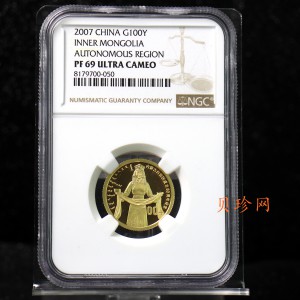 2007 CHINA G100Y
INNER MONGOLIA
AUTONOMOUS REGION
PF 69 ULTRA CAMEO
8179700-050
NUMISMATIC GUARANTY COMPANY
NGC
贝珍网